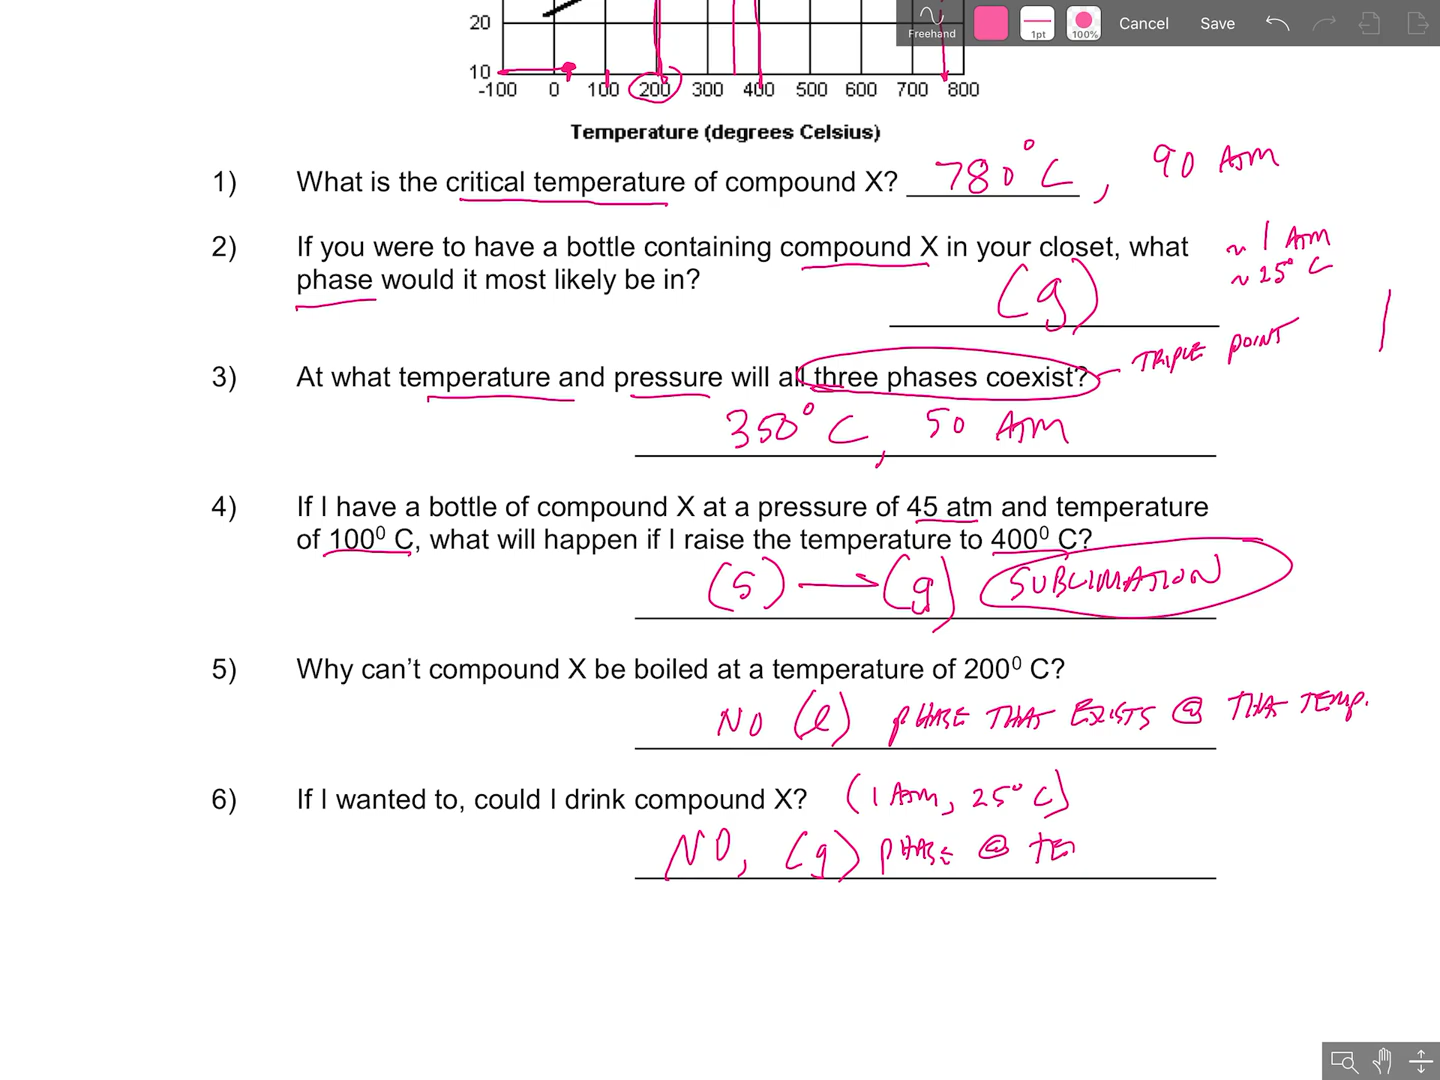 20
Freehand
1pt
100%
Cancel
Save
10
-100 0 100 200 300 400 500 600 700 800
Temperature (degrees Celsius)
1) What is the critical temperature of compound X? 780° C, 90 ATM
2) If you were to have a bottle containing compound X in your closet, what
phase would it most likely be in?
~ 1 ATM
~ 25° C
(g)
3) At what temperature and pressure will all three phases coexist? TRIPLE POINT
350° C, 50 ATM
4) If I have a bottle of compound X at a pressure of 45 atm and temperature
of 100⁰ C, what will happen if I raise the temperature to 400⁰ C?
(s) → (g) SUBLIMATION
5) Why can’t compound X be boiled at a temperature of 200⁰ C?
NO (l) PHASE THAT EXISTS @ THAT TEMP.
6) If I wanted to, could I drink compound X? (1 ATM, 25° C)
NO, (g) PHASE @ TE